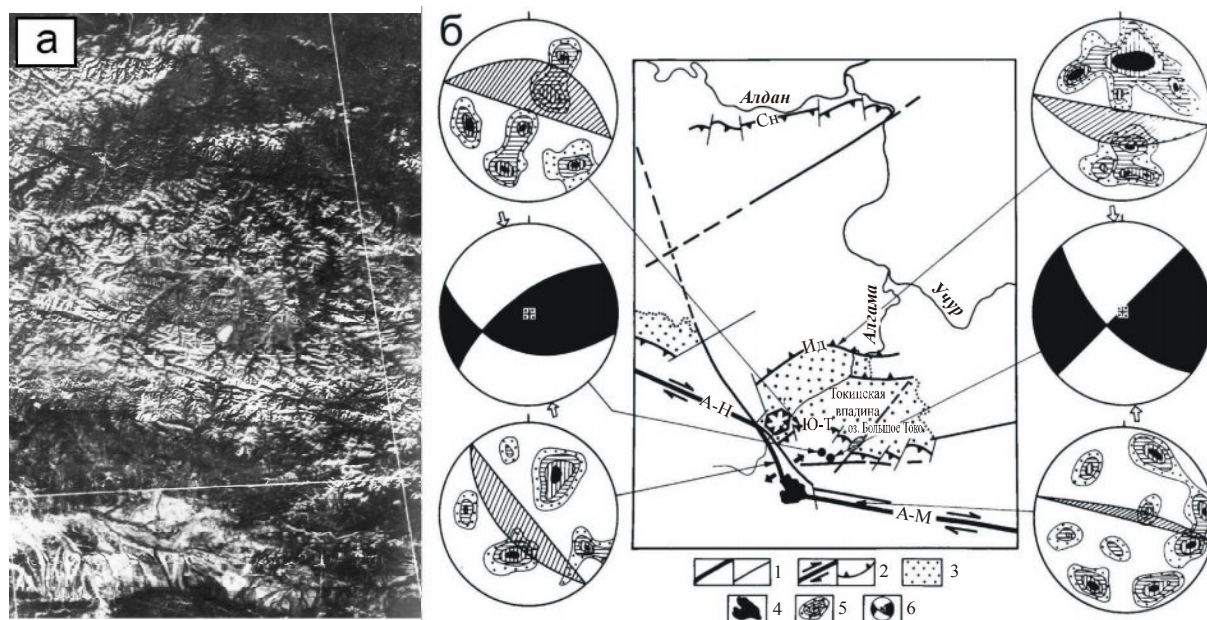 а
б
Алдан
Сн
Учур
Алгама
Ид
Токинская
впадина
А-Н
Ю-Т
оз. Большое Токо
А-М
1
2
3
4
5
6